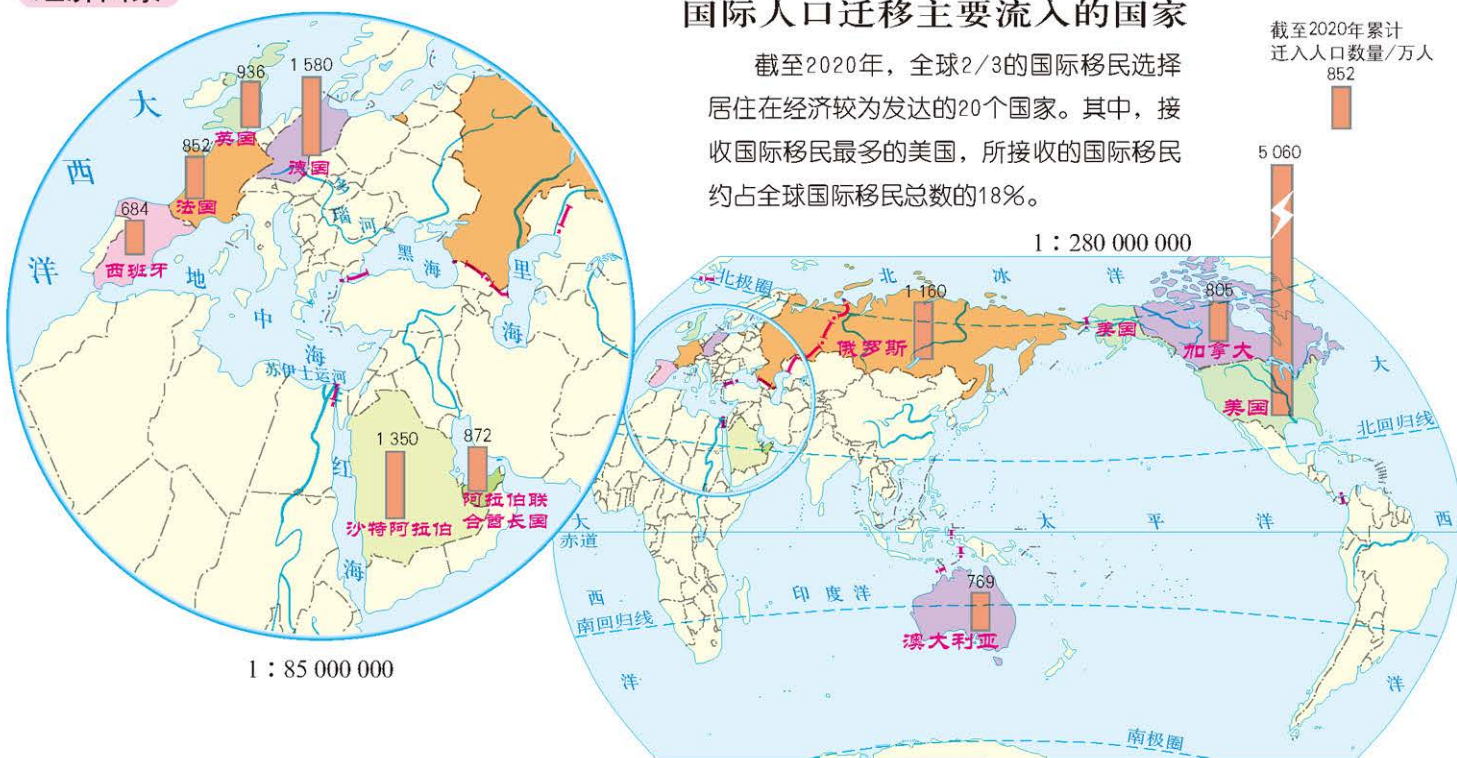 国际人口迁移主要流入的国家
截至2020年，全球2/3的国际移民选择
居住在经济较为发达的20个国家。其中，接
收国际移民最多的美国，所接收的国际移民
约占全球国际移民总数的18%。
截至2020年累计
迁入人口数量/万人
852
1∶280 000 000
大
西
洋
936
英国
1 580
德国
852
法国
684
西班牙
多
瑙
河
黑
海
里
海
地
中
海
苏伊士运河
红
海
1 350
沙特阿拉伯
872
阿拉伯联
合酋长国
1∶85 000 000
北极圈
北
冰
洋
1 160
俄罗斯
美国
805
加拿大
5 060
美国
大
西
洋
北回归线
大
西
洋
赤道
太
平
洋
印度洋
南回归线
769
澳大利亚
南极圈